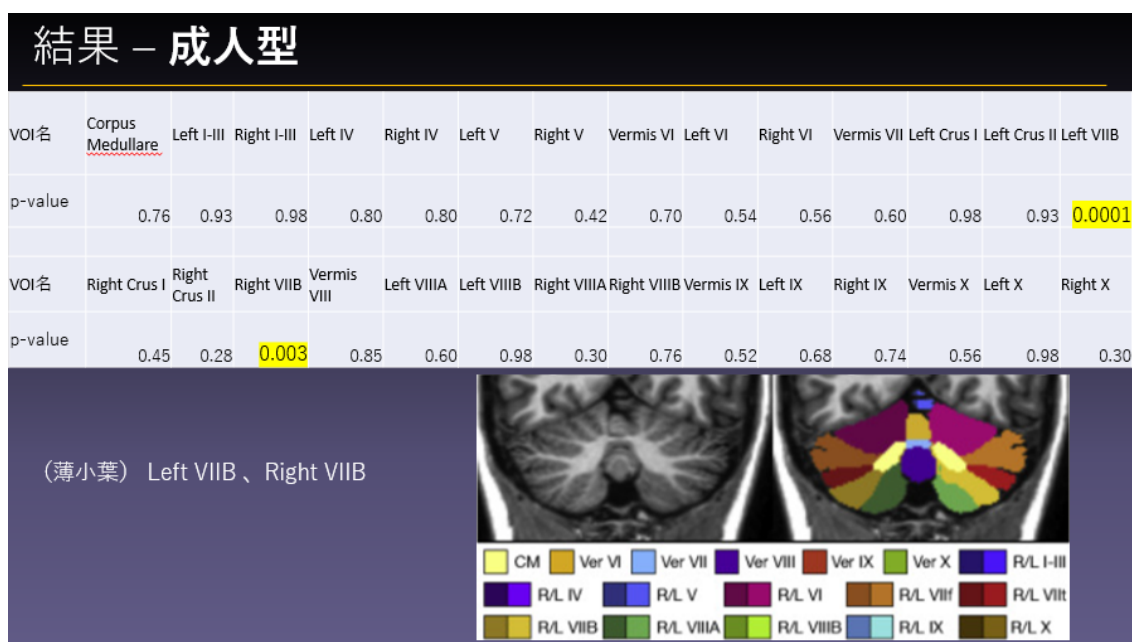 結果 – 成人型
VOI名 Corpus Medullare Left I-III Right I-III Left IV Right IV Left V Right V Vermis VI Left VI Right VI Vermis VII Left Crus I Left Crus II Left VIIB
p-value 0.76 0.93 0.98 0.80 0.80 0.72 0.42 0.70 0.54 0.56 0.60 0.98 0.93 0.0001
VOI名 Right Crus I Right Crus II Right VIIB Vermis VIII Left VIIIA Left VIIIB Right VIIIA Right VIIIB Vermis IX Left IX Right IX Vermis X Left X Right X
p-value 0.45 0.28 0.003 0.85 0.60 0.98 0.30 0.76 0.52 0.68 0.74 0.56 0.98 0.30
（薄小葉） Left VIIB 、Right VIIB
CM Ver VI Ver VII Ver VIII Ver IX Ver X R/L I-III
R/L IV R/L V R/L VI R/L VIIf R/L VIIt
R/L VIIB R/L VIIIA R/L VIIIB R/L IX R/L X